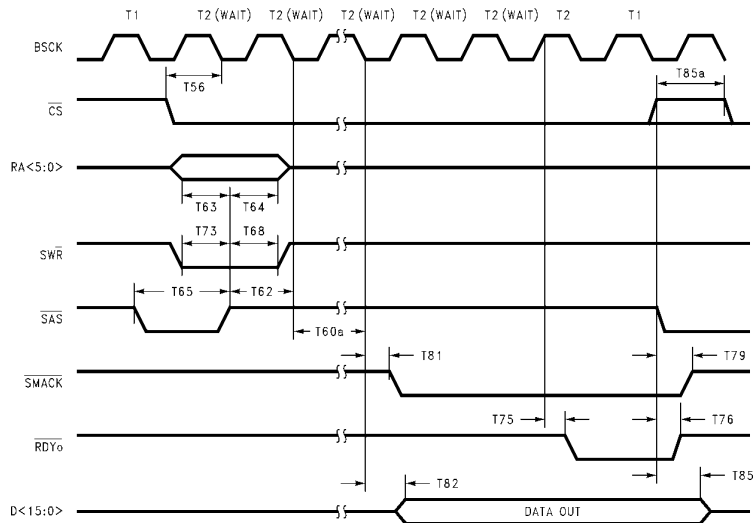 T1 T2 (WAIT) T2 (WAIT) T2 (WAIT) T2 (WAIT) T2 (WAIT) T2 T1
BSCK
T56 T85a
CS
RA<5:0>
T63 T64
T73 T68
SWR
T65 T62
SAS
T60a
T81 T79
SMACK
T75 T76
RDYo
T82 T85
D<15:0> DATA OUT